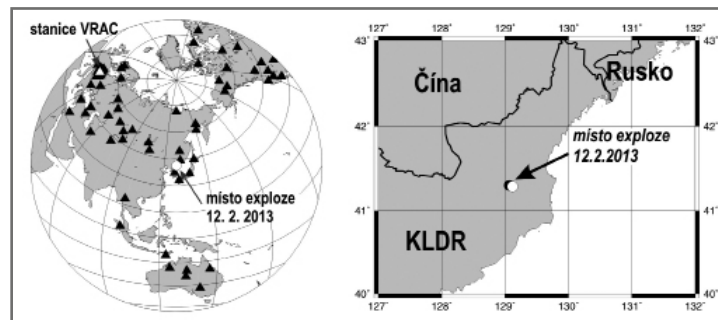 stanice VRAC
místo exploze
12. 2. 2013
127˚ 128˚ 129˚ 130˚ 131˚ 132˚
43˚ 43˚
Čína
Rusko
42˚ 42˚
místo exploze
12.2.2013
41˚ 41˚
KLDR
40˚ 40˚
127˚ 128˚ 129˚ 130˚ 131˚ 132˚